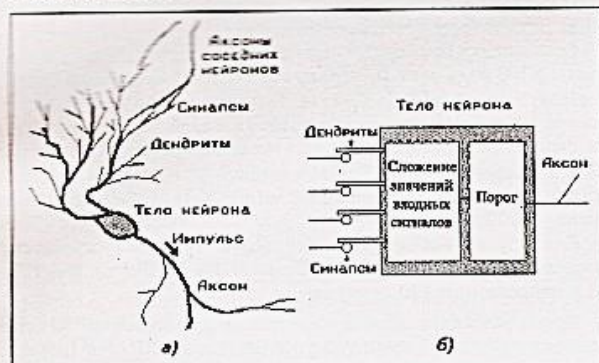 Аксоны
соседних
нейронов
Синапсы
Дендриты
Тело нейрона
Импульс
Аксон
а)
Тело нейрона
Дендриты
Сложение
значений
входных
сигналов
Порог
Аксон
Синапсы
б)